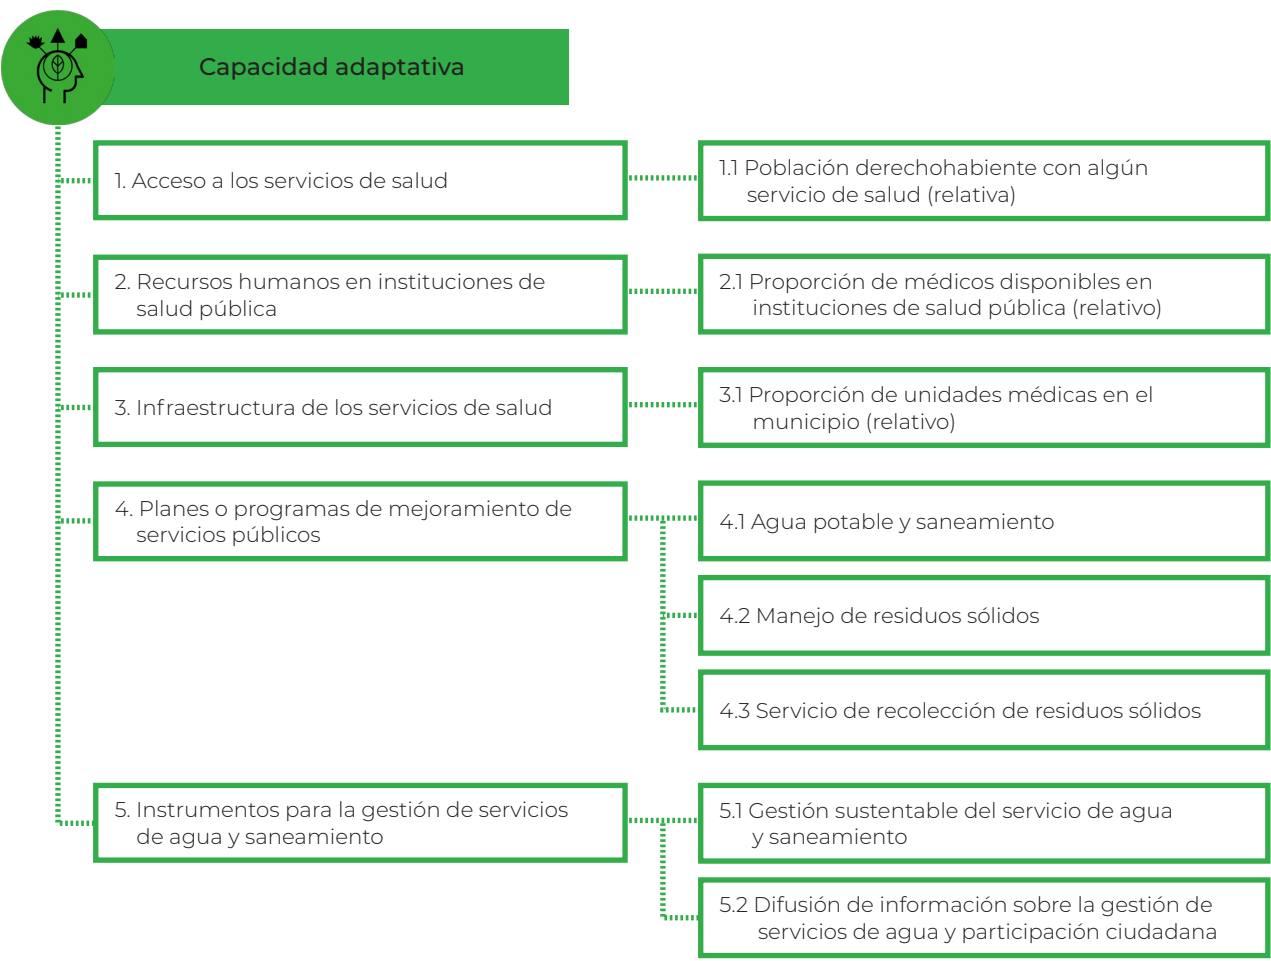 Capacidad adaptativa
1. Acceso a los servicios de salud
1.1 Población derechohabiente con algún
servicio de salud (relativa)
2. Recursos humanos en instituciones de
salud pública
2.1 Proporción de médicos disponibles en
instituciones de salud pública (relativo)
3. Infraestructura de los servicios de salud
3.1 Proporción de unidades médicas en el
municipio (relativo)
4. Planes o programas de mejoramiento de
servicios públicos
4.1 Agua potable y saneamiento
4.2 Manejo de residuos sólidos
4.3 Servicio de recolección de residuos sólidos
5. Instrumentos para la gestión de servicios
de agua y saneamiento
5.1 Gestión sustentable del servicio de agua
y saneamiento
5.2 Difusión de información sobre la gestión de
servicios de agua y participación ciudadana